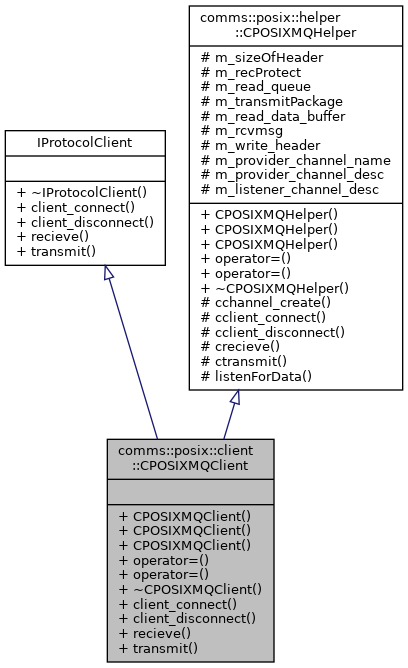 comms::posix::helper
::CPOSIXMQHelper
# m_sizeOfHeader
# m_recProtect
# m_read_queue
# m_transmitPackage
# m_read_data_buffer
# m_rcvmsg
# m_write_header
# m_provider_channel_name
# m_provider_channel_desc
# m_listener_channel_desc
+ CPOSIXMQHelper()
+ CPOSIXMQHelper()
+ CPOSIXMQHelper()
+ operator=()
+ operator=()
+ ~CPOSIXMQHelper()
# cchannel_create()
# cclient_connect()
# cclient_disconnect()
# crecieve()
# ctransmit()
# listenForData()
IProtocolClient
+ ~IProtocolClient()
+ client_connect()
+ client_disconnect()
+ recieve()
+ transmit()
comms::posix::client
::CPOSIXMQClient
+ CPOSIXMQClient()
+ CPOSIXMQClient()
+ CPOSIXMQClient()
+ operator=()
+ operator=()
+ ~CPOSIXMQClient()
+ client_connect()
+ client_disconnect()
+ recieve()
+ transmit()